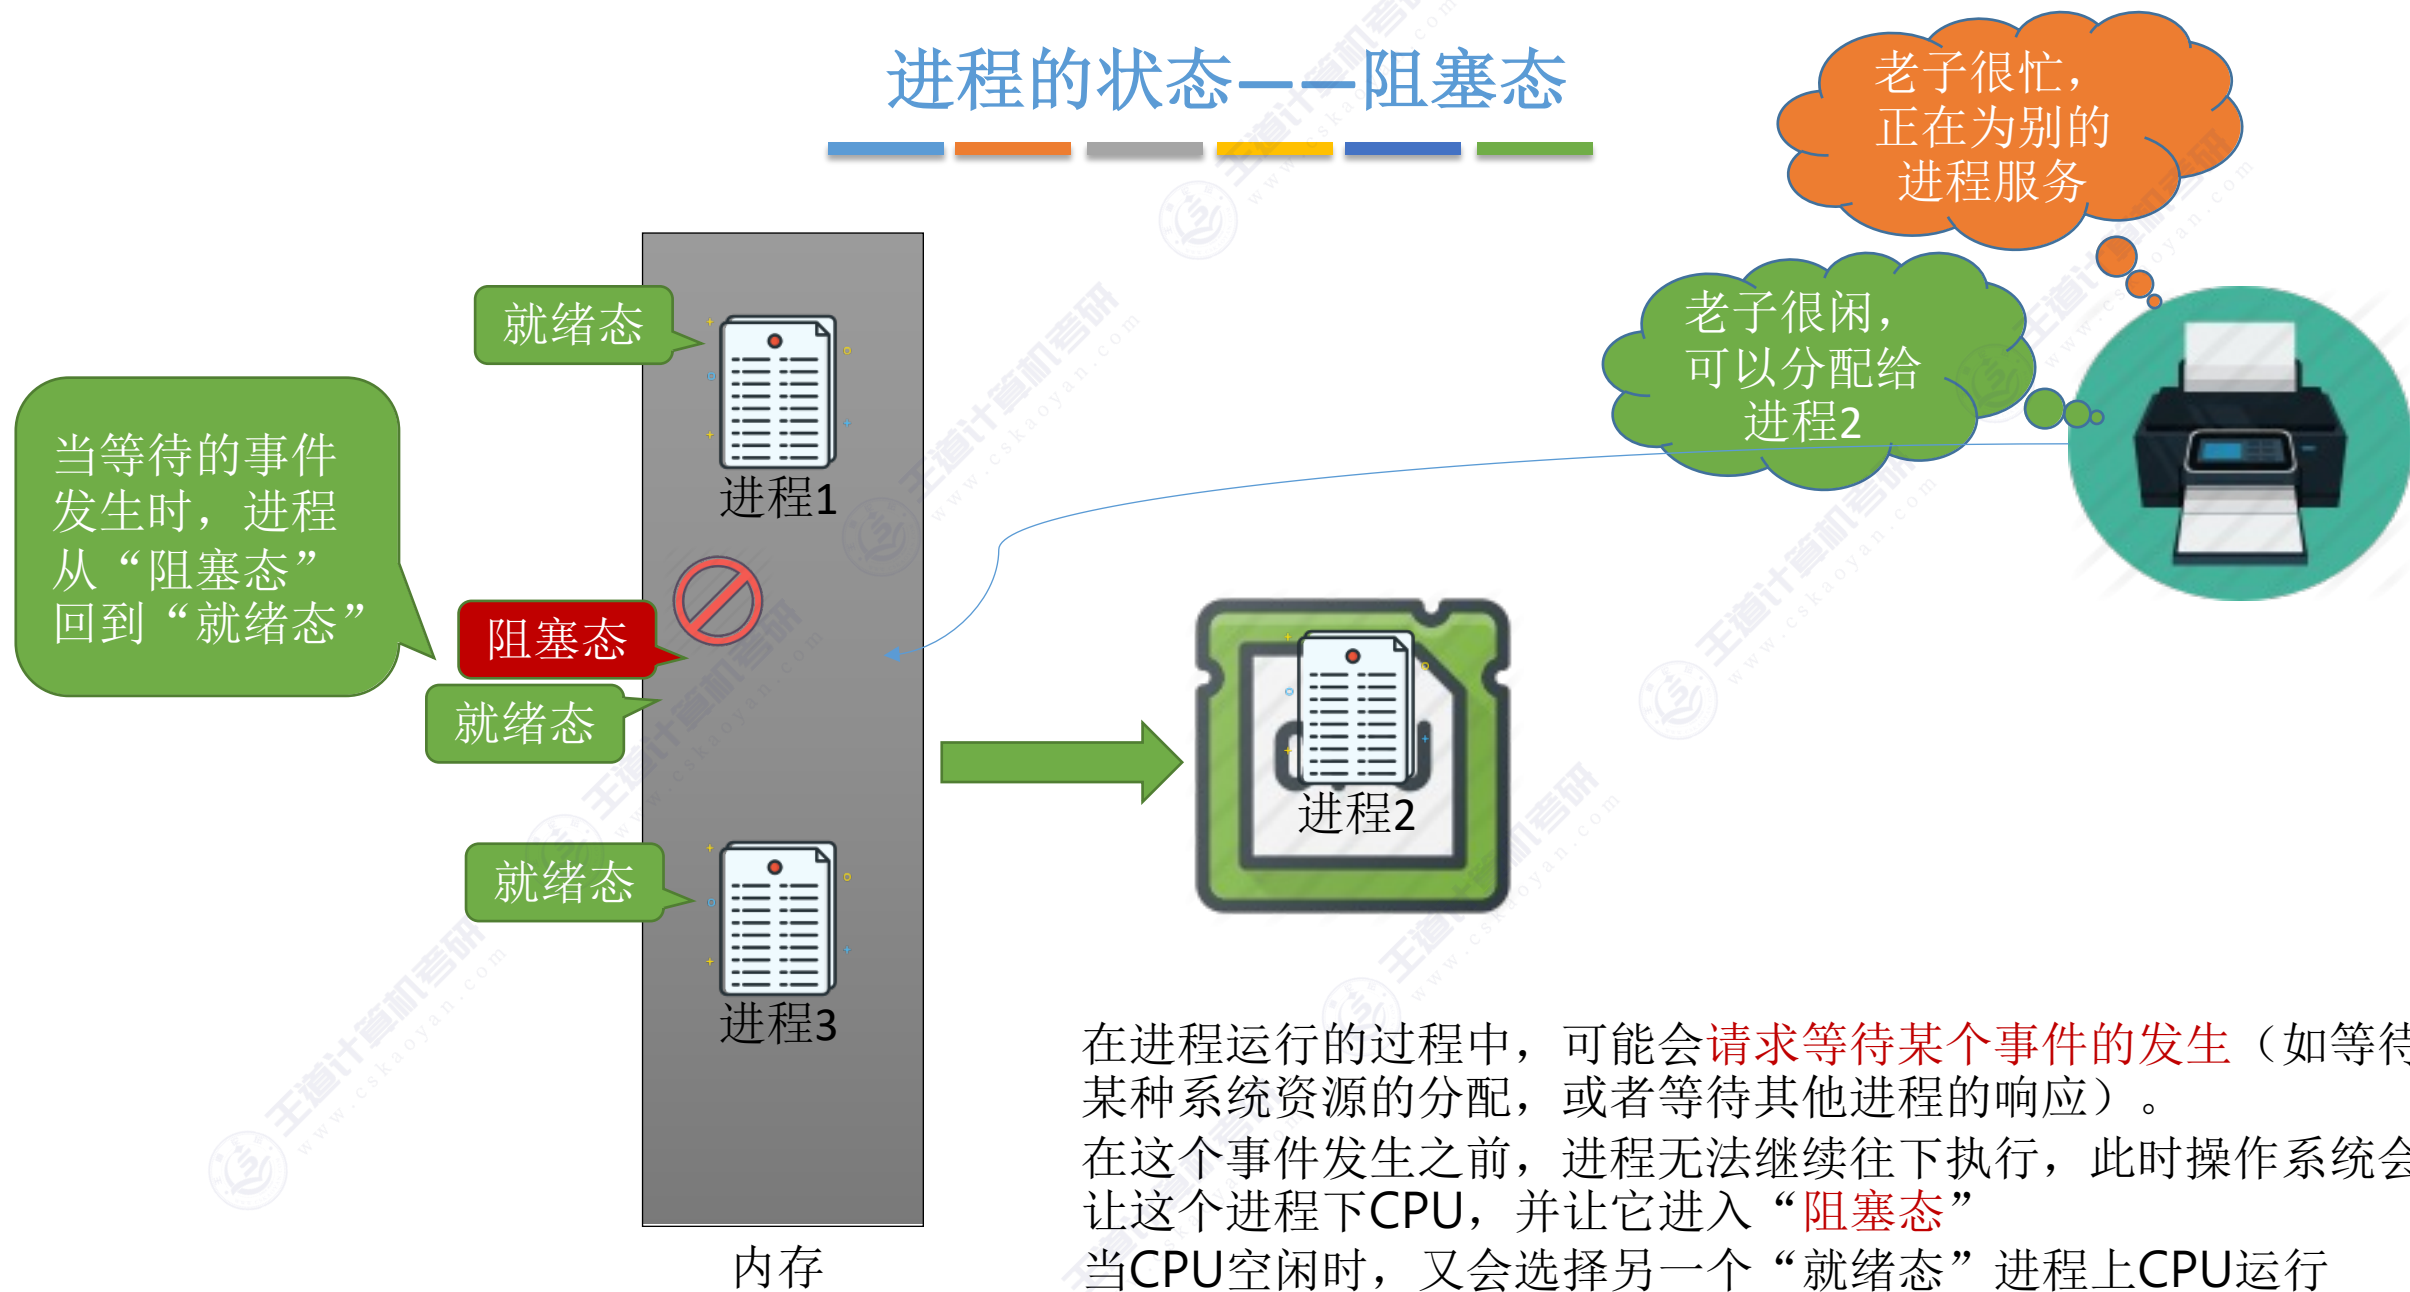 进程的状态——阻塞态
老子很忙，
正在为别的
进程服务
老子很闲，
可以分配给
进程2
就绪态
进程1
当等待的事件
发生时，进程
从“阻塞态”
回到“就绪态”
阻塞态
就绪态
进程2
就绪态
进程3
内存
在进程运行的过程中，可能会请求等待某个事件的发生（如等待
某种系统资源的分配，或者等待其他进程的响应）。
在这个事件发生之前，进程无法继续往下执行，此时操作系统会
让这个进程下CPU，并让它进入“阻塞态”
当CPU空闲时，又会选择另一个“就绪态”进程上CPU运行
王道计算机考研
www.cskaoyan.com